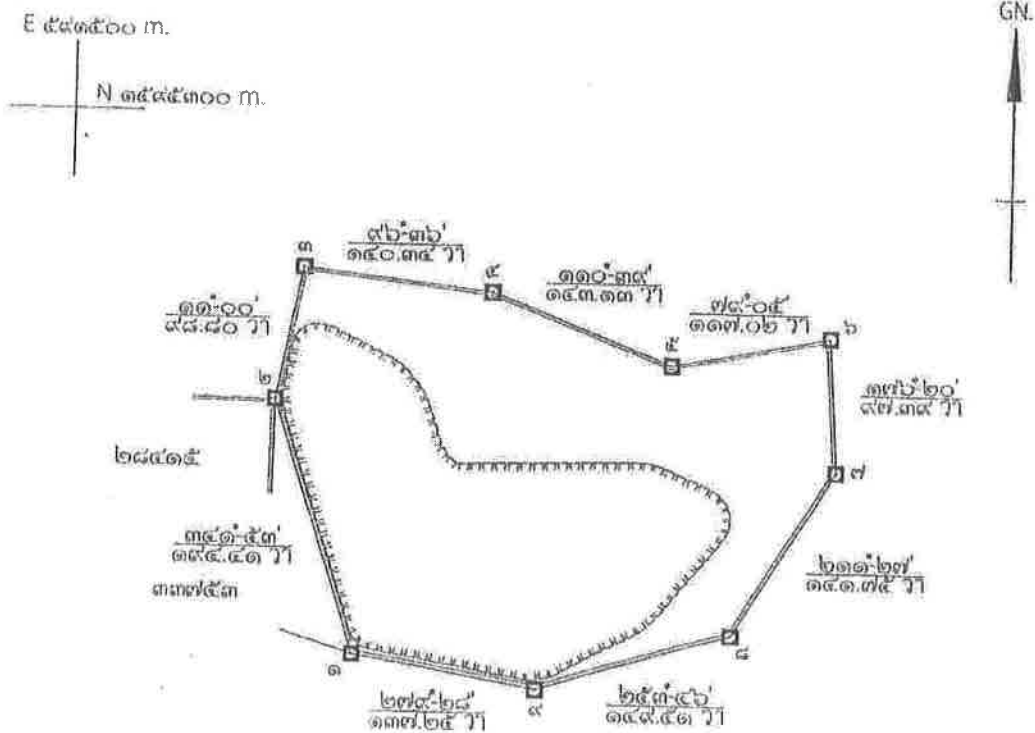 E ๕๙๑๕๐๐ m.
GN.
N ๑๕๙๕๓๐๐ m.
๓
๙๖°-๓๖'
๑๔๐.๓๔ วา
๔
๑๑๐°-๓๙'
๑๔๓.๑๓ วา
๗๙°-๐๕'
๑๑๗.๐๒ วา
๑๑°-๐๐'
๙๘.๘๐ วา
๕
๖
๒
๑๗๖°-๒๐'
๙๗.๓๙ วา
๒๘๔๑๕
๗
๓๔๑°-๕๓'
๑๙๔.๔๑ วา
๒๑๑°-๒๗'
๑๔๑.๗๕ วา
๓๓๗๕๓
๑
๘
๒๗๙°-๒๘'
๑๓๗.๒๕ วา
๙
๒๕๓°-๔๖'
๑๔๙.๕๑ วา